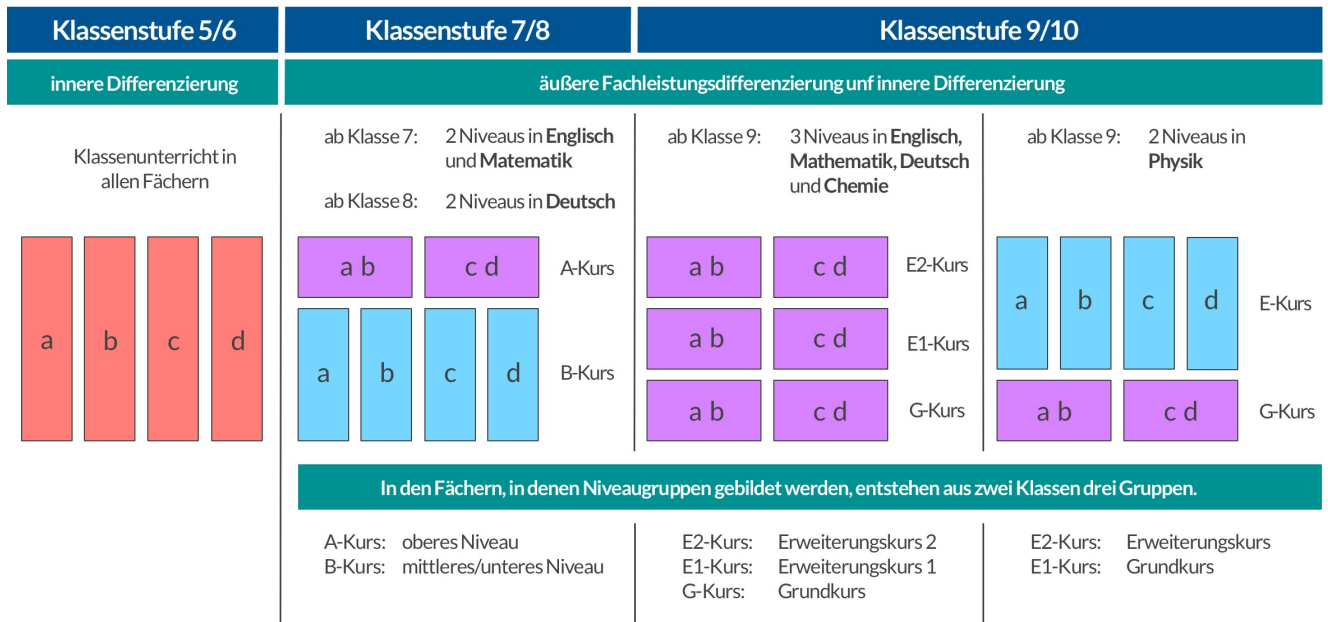 Klassenstufe 5/6
Klassenstufe 7/8
Klassenstufe 9/10
innere Differenzierung
äußere Fachleistungsdifferenzierung unf innere Differenzierung
Klassenunterricht in
allen Fächern
a
b
c
d
ab Klasse 7: 2 Niveaus in Englisch
und Matematik
ab Klasse 8: 2 Niveaus in Deutsch
a b
c d
A-Kurs
a
b
c
d
B-Kurs
ab Klasse 9: 3 Niveaus in Englisch,
Mathematik, Deutsch
und Chemie
a b
c d
E2-Kurs
a b
c d
E1-Kurs
a b
c d
G-Kurs
ab Klasse 9: 2 Niveaus in
Physik
a
b
c
d
E-Kurs
a b
c d
G-Kurs
In den Fächern, in denen Niveaugruppen gebildet werden, entstehen aus zwei Klassen drei Gruppen.
A-Kurs: oberes Niveau
B-Kurs: mittleres/unteres Niveau
E2-Kurs: Erweiterungskurs 2
E1-Kurs: Erweiterungskurs 1
G-Kurs: Grundkurs
E2-Kurs: Erweiterungskurs
E1-Kurs: Grundkurs